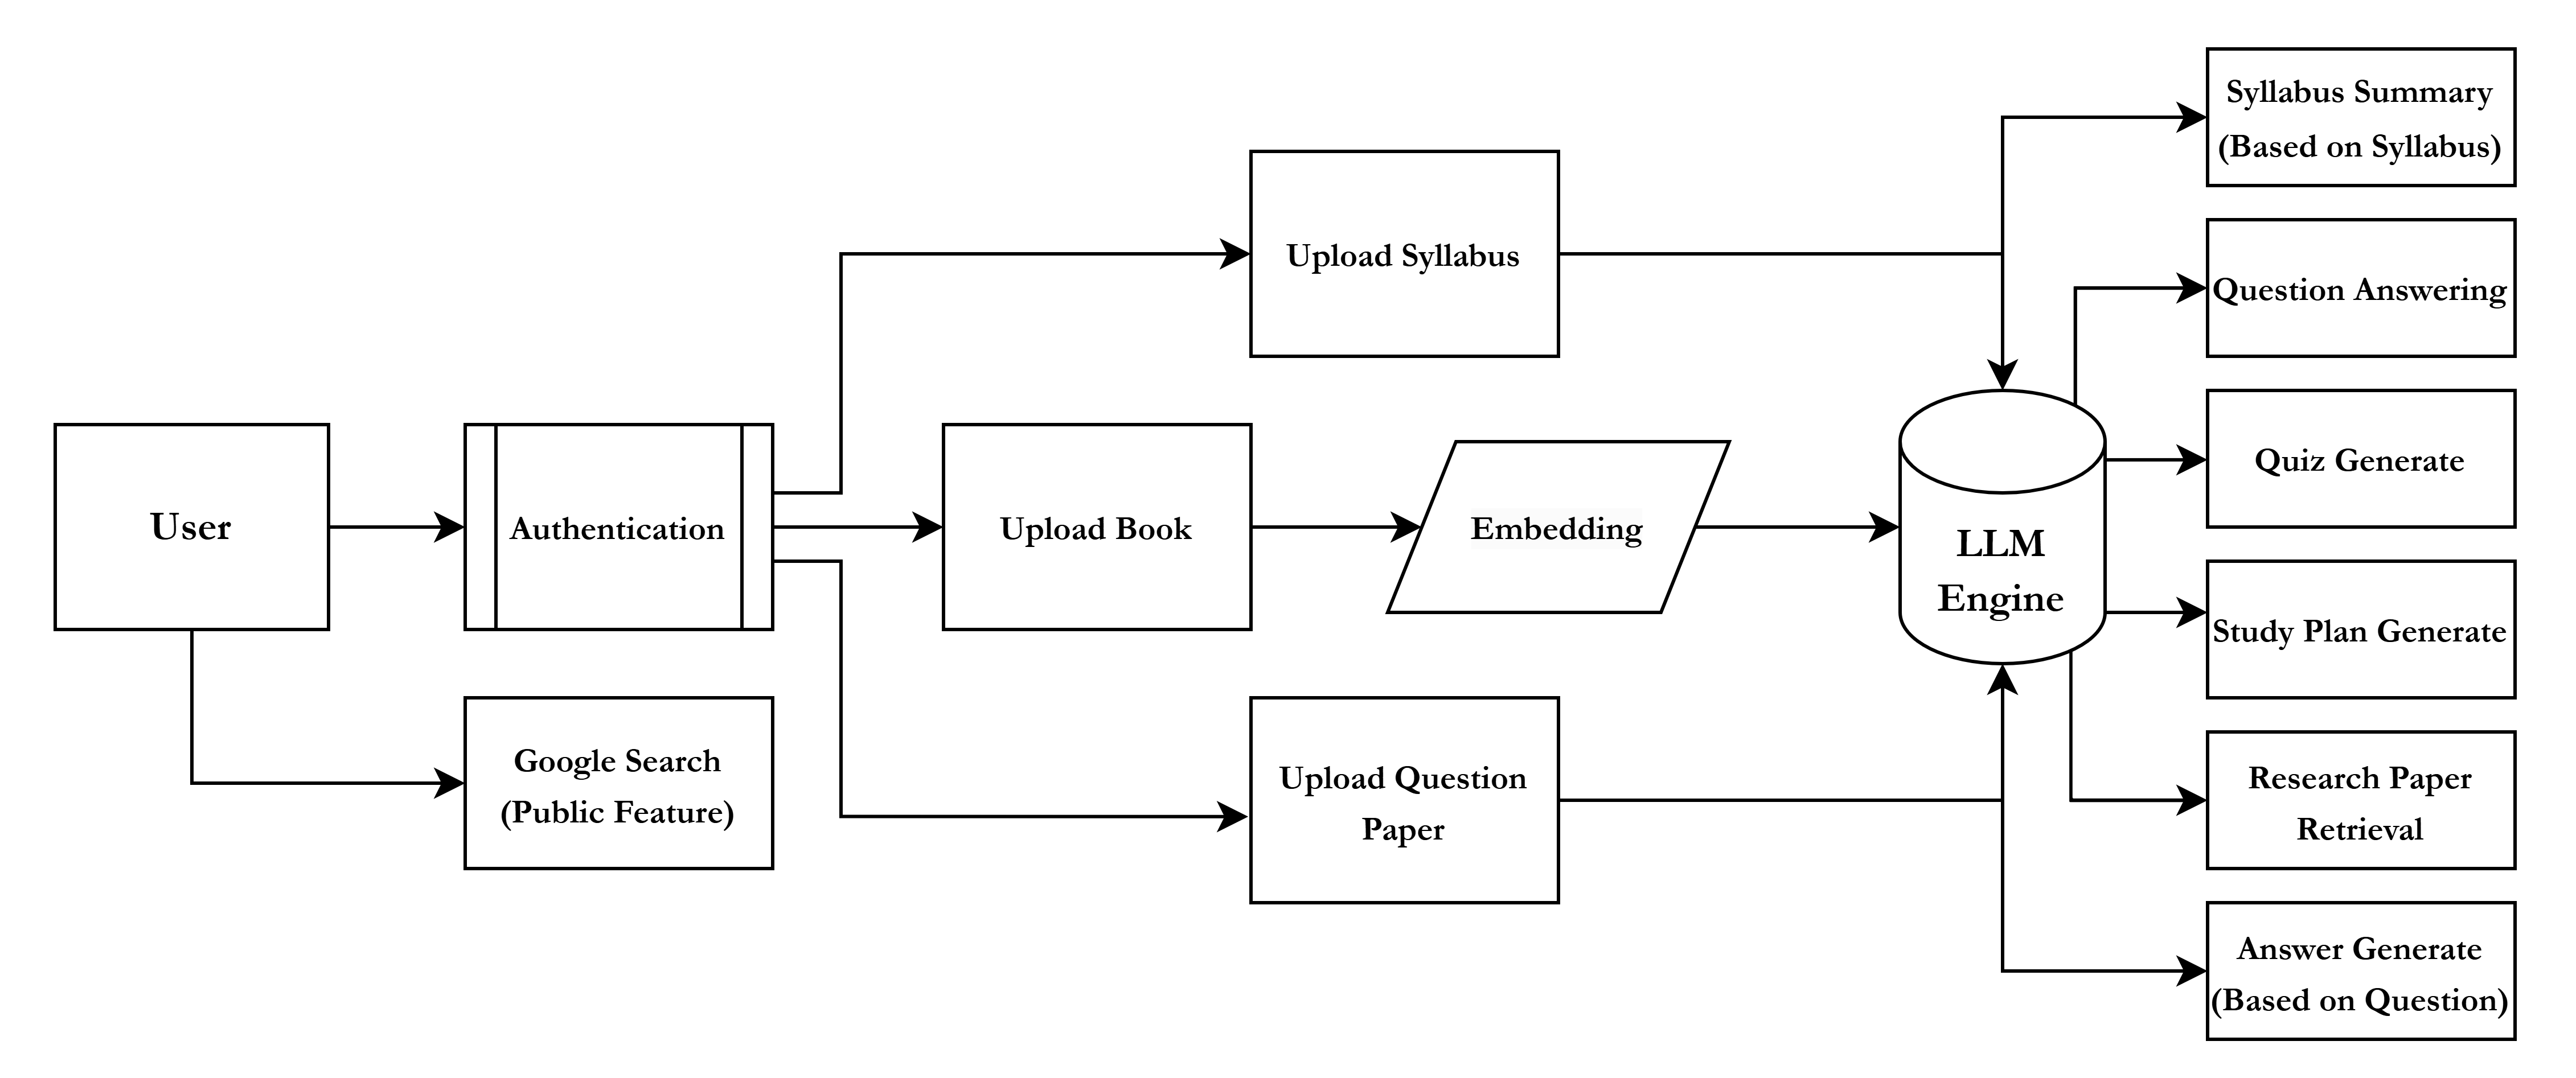 User
Authentication
Google Search
(Public Feature)
Upload Syllabus
Upload Book
Embedding
Upload Question
Paper
LLM
Engine
Syllabus Summary
(Based on Syllabus)
Question Answering
Quiz Generate
Study Plan Generate
Research Paper
Retrieval
Answer Generate
(Based on Question)